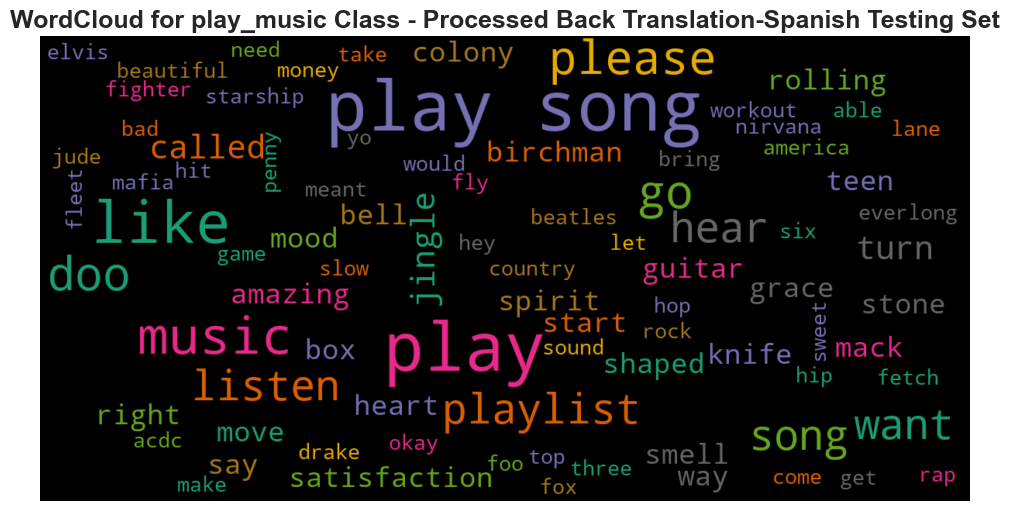 WordCloud for play_music Class - Processed Back Translation-Spanish Testing Set
elvis
need
take
colony
please
beautiful
money
rolling
fighter
starship
play song
workout
able
bad
yo
nirvana
lane
jude
called
penny
would
birchman
bring
america
fleet
mafia
hit
meant
fly
teen
like
bell
jingle
beatles
go
hear
everlong
mood
hey
let
six
turn
doo
game
slow
country
guitar
amazing
spirit
hop
grace
stone
music
box
play
start
rock
sweet
sound
shaped
knife
mack
listen
heart
playlist
hip
fetch
right
want
acdc
move
okay
song
say
drake
foo
top
three
smell
make
satisfaction
fox
way
come
get
rap